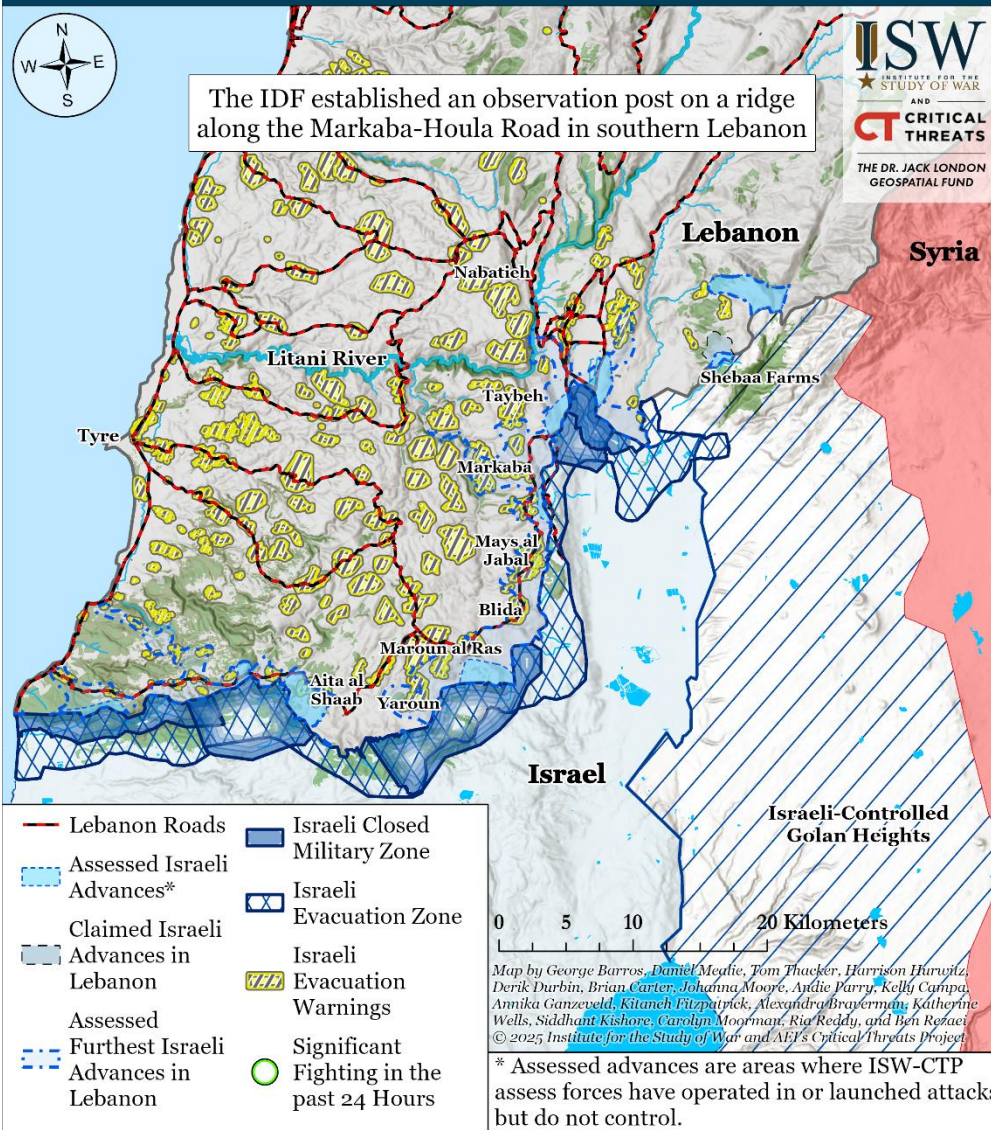 N
W E
S
ISW
INSTITUTE FOR THE
STUDY OF WAR
AND
CT CRITICAL
THREATS
THE DR. JACK LONDON
GEOSPATIAL FUND
The IDF established an observation post on a ridge
along the Markaba-Houla Road in southern Lebanon
Lebanon
Syria
Nabatieh
Litani River
Shebaa Farms
Taybeh
Tyre
Markaba
Mays al
Jabal
Blida
Maroun al Ras
Aita al
Shaab
Yaroun
Israel
Israeli-Controlled
Golan Heights
Lebanon Roads
Assessed Israeli
Advances*
Claimed Israeli
Advances in
Lebanon
Assessed
Furthest Israeli
Advances in
Lebanon
Israeli Closed
Military Zone
Israeli
Evacuation Zone
Israeli
Evacuation
Warnings
Significant
Fighting in the
past 24 Hours
0 5 10 20 Kilometers
Map by George Barros, Daniel Mealie, Tom Thacker, Harrison Hurwitz,
Derik Durbin, Brian Carter, Johanna Moore, Andie Parry, Kelly Campa,
Annika Ganzeveld, Kitaneh Fitzpatrick, Alexandra Braverman, Katherine
Wells, Siddhant Kishore, Carolyn Moorman, Ria Reddy, and Ben Rezaei
© 2025 Institute for the Study of War and AEI's Critical Threats Project
* Assessed advances are areas where ISW-CTP
assess forces have operated in or launched attacks
but do not control.